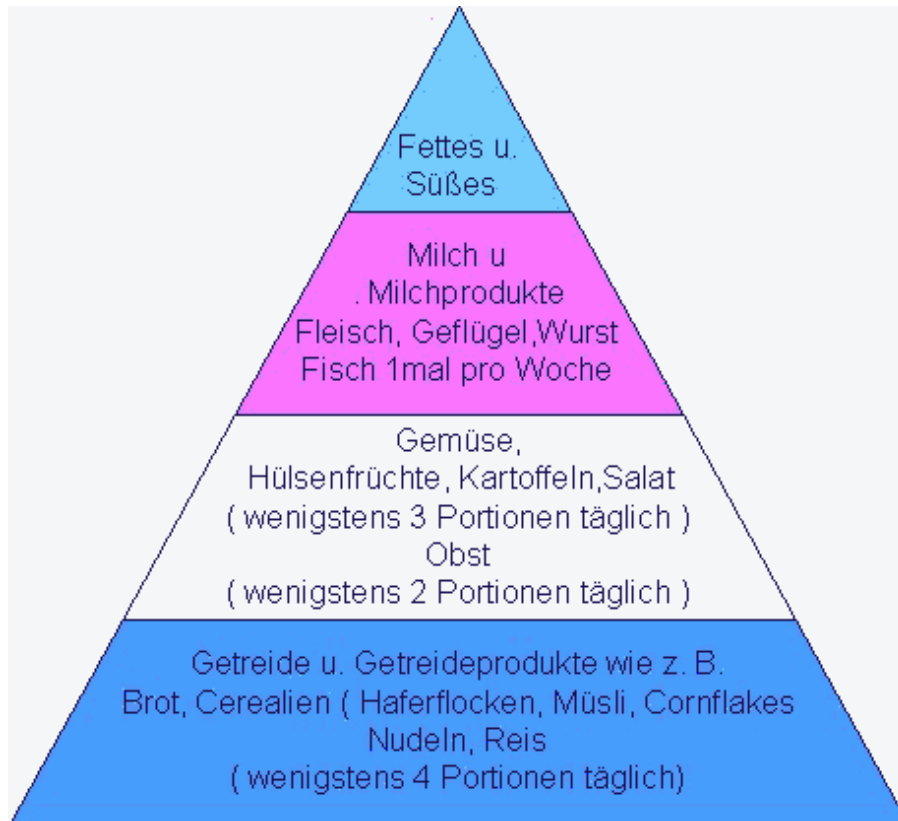 Fettes u.
Süßes
Milch u
. Milchprodukte
Fleisch, Geflügel,Wurst
Fisch 1mal pro Woche
Gemüse,
Hülsenfrüchte, Kartoffeln,Salat
( wenigstens 3 Portionen täglich )
Obst
( wenigstens 2 Portionen täglich )
Getreide u. Getreideprodukte wie z. B.
Brot, Cerealien ( Haferflocken, Müsli, Cornflakes
Nudeln, Reis
( wenigstens 4 Portionen täglich)